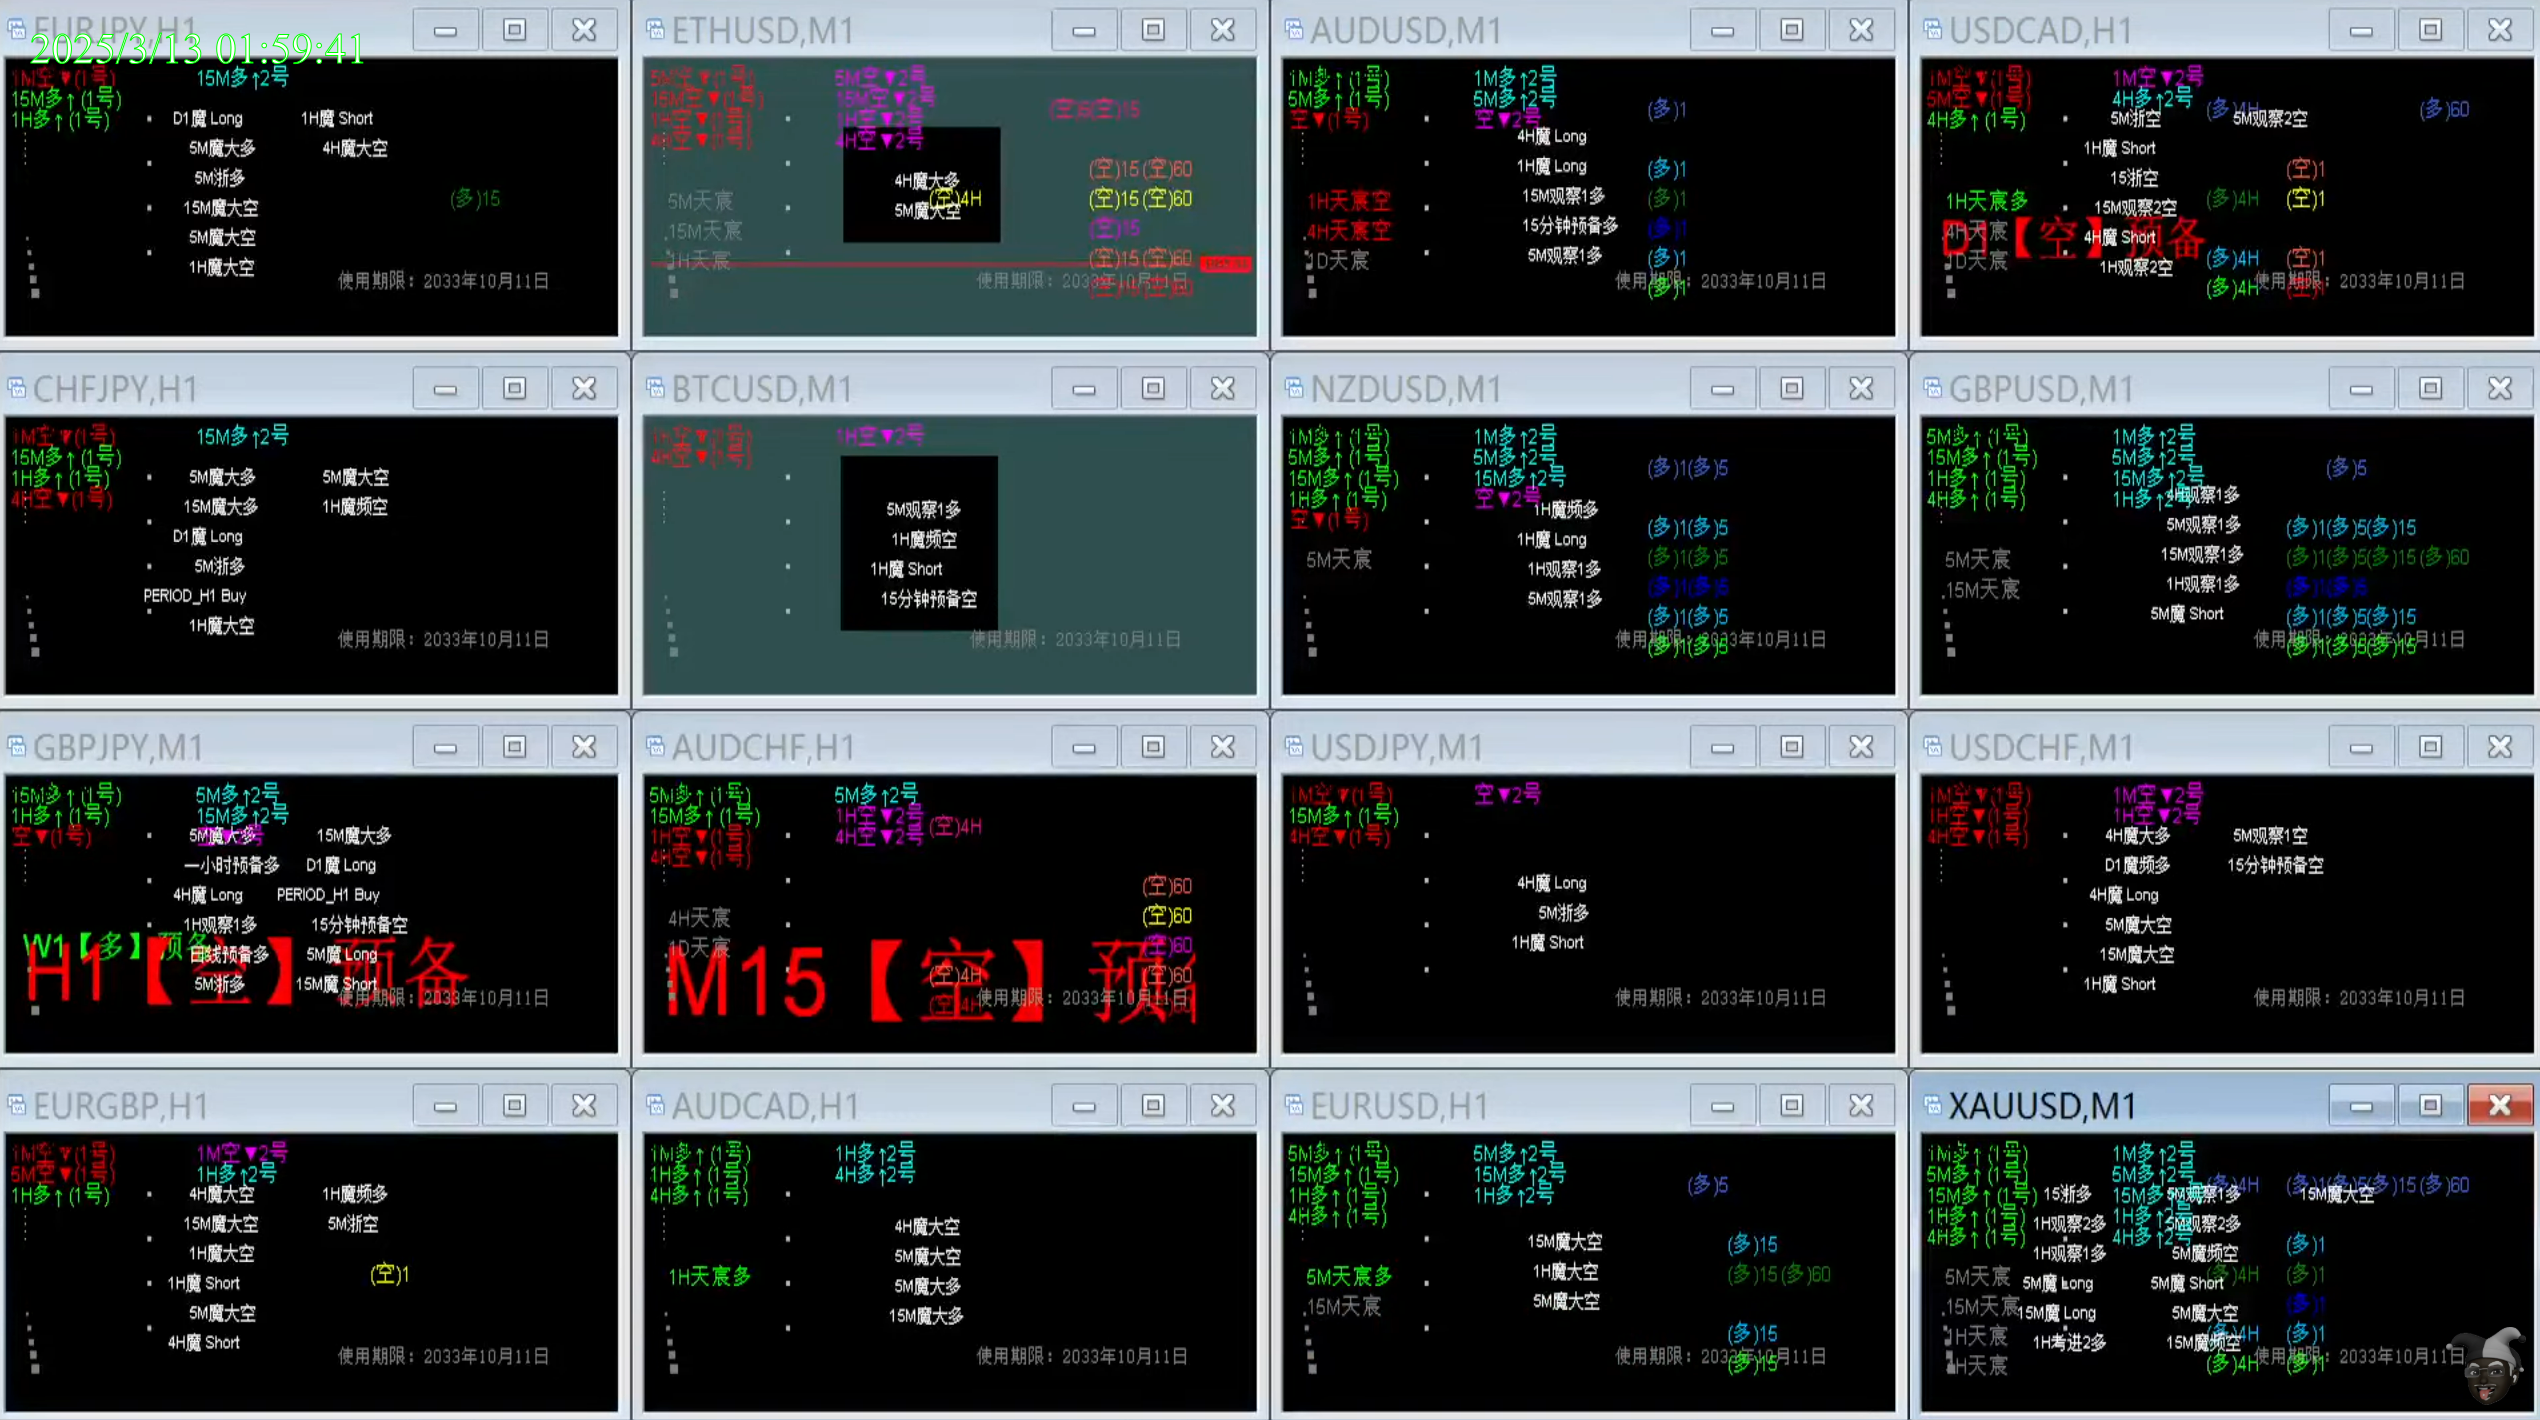 EURJPY,H1
2025/3/13 01:59:41
1M空▼(1号) 15M多↑2号
15M多↑(1号)
1H多↑(1号)
D1魔 Long 1H魔 Short
5M魔大多 4H魔大空
5M浙多
15M魔大空 (多)15
5M魔大空
1H魔大空
使用期限：2033年10月11日
ETHUSD,M1
5M空▼(1号) 5M空▼2号
15M空▼(1号) 15M空▼2号
1H空▼(1号) 1H空▼2号
4H空▼(1号) 4H空▼2号
4H魔大多 (空)15 (空)60
5M天宸 (空)4H (空)15 (空)60
5M魔大空
15M天宸 (空)15
1H天宸 (空)15 (空)60
使用期限：2033年10月11日
AUDUSD,M1
1M多↑(1号) 1M多↑2号
5M多↑(1号) 5M多↑2号 (多)1
空▼(1号) 空▼2号
4H魔 Long
1H魔 Long (多)1
1H天宸空 15M观察1多 (多)1
4H天宸空 15分钟预备多 (多)1
1D天宸 5M观察1多 (多)1
使用期限：2033年10月11日
(多)1
USDCAD,H1
1M空▼(1号) 1M空▼2号
5M空▼(1号) 4H多↑2号 (多)4H (多)60
4H多↑(1号) 5M浙空 5M观察2空
1H魔 Short
15浙空 (空)1
1H天宸多 15M观察2空 (多)4H (空)1
4H天宸 4H魔 Short
D1【空】预备
1D天宸 1H观察2空 (多)4H (空)1
使用期限：2033年10月11日
(多)4H (空)1
CHFJPY,H1
1M空▼(1号) 15M多↑2号
15M多↑(1号)
1H多↑(1号)
4H空▼(1号)
5M魔大多 5M魔大空
15M魔大多 1H魔频空
D1魔 Long
5M浙多
PERIOD_H1 Buy
1H魔大空
使用期限：2033年10月11日
BTCUSD,M1
1H空▼(1号) 1H空▼2号
4H空▼(1号)
5M观察1多
1H魔频空
1H魔 Short
15分钟预备空
使用期限：2033年10月11日
NZDUSD,M1
1M多↑(1号) 1M多↑2号
5M多↑(1号) 5M多↑2号 (多)1(多)5
15M多↑(1号) 15M多↑2号
1H多↑(1号) 空▼2号
空▼(1号) 1H魔频多
1H魔 Long (多)1(多)5
5M天宸 1H观察1多 (多)1(多)5
5M观察1多 (多)1(多)5
(多)1(多)5
使用期限：2033年10月11日
(多)1(多)5
GBPUSD,M1
5M多↑(1号) 1M多↑2号
15M多↑(1号) 5M多↑2号 (多)5
1H多↑(1号) 15M多↑2号
4H多↑(1号) 1H多↑2号 4H观察1多
5M观察1多 (多)1(多)5(多)15
5M天宸 15M观察1多 (多)1(多)5(多)15(多)60
15M天宸 1H观察1多 (多)1(多)5
5M魔 Short (多)1(多)5(多)15
使用期限：2033年10月11日
(多)1(多)5(多)15
GBPJPY,M1
15M多↑(1号) 5M多↑2号
1H多↑(1号) 15M多↑2号
空▼(1号) 5M魔大多 15M魔大多
一小时预备多 D1魔 Long
4H魔 Long PERIOD_H1 Buy
1H观察1多 15分钟预备空
W1【多】预备 日线预备多 5M魔 Long
H1【空】预备
5M浙多 15M魔 Short
使用期限：2033年10月11日
AUDCHF,H1
5M多↑(1号) 5M多↑2号
15M多↑(1号) 1H空▼2号 (空)4H
1H空▼(1号) 4H空▼2号
4H空▼(1号)
(空)60
4H天宸 (空)60
1D天宸 (空)60
M15【空】预
(空)4H (空)60
使用期限：2033年10月11日
(空)4H
USDJPY,M1
1M空▼(1号) 空▼2号
15M多↑(1号)
4H空▼(1号)
4H魔 Long
5M浙多
1H魔 Short
使用期限：2033年10月11日
USDCHF,M1
1M空▼(1号) 1M空▼2号
1H空▼(1号) 1H空▼2号
4H空▼(1号) 4H魔大多 5M观察1空
D1魔频多 15分钟预备空
4H魔 Long
5M魔大空
15M魔大空
1H魔 Short
使用期限：2033年10月11日
EURGBP,H1
1M空▼(1号) 1M空▼2号
5M空▼(1号) 1H多↑2号
1H多↑(1号) 4H魔大空 1H魔频多
15M魔大空 5M浙空
1H魔大空
1H魔 Short (空)1
5M魔大空
4H魔 Short
使用期限：2033年10月11日
AUDCAD,H1
1M多↑(1号) 1H多↑2号
1H多↑(1号) 4H多↑2号
4H多↑(1号)
4H魔大空
5M魔大空
1H天宸多 5M魔大多
15M魔大多
使用期限：2033年10月11日
EURUSD,H1
5M多↑(1号) 5M多↑2号
15M多↑(1号) 15M多↑2号 (多)5
1H多↑(1号) 1H多↑2号
4H多↑(1号)
15M魔大空 (多)15
5M天宸多 1H魔大空 (多)15(多)60
15M天宸 5M魔大空
(多)15
使用期限：2033年10月11日
(多)15
XAUUSD,M1
1M多↑(1号) 1M多↑2号
5M多↑(1号) 5M多↑2号 (多)4H (多)1(多)5(多)15(多)60
15M多↑(1号) 15浙多 15M多↑2号 5M观察1多 15M魔大空
1H多↑(1号) 1H观察2多 1H多↑2号 5M观察2多
4H多↑(1号) 1H观察1多 4H多↑2号 5M魔频空 (多)1
5M天宸 5M魔 Long 5M魔 Short (多)4H (多)1
15M天宸 15M魔 Long 5M魔大空 (多)1
1H天宸 1H考进2多 15M魔频空 (多)4H (多)1
使用期限：2033年10月11日
4H天宸 (多)4H (多)1